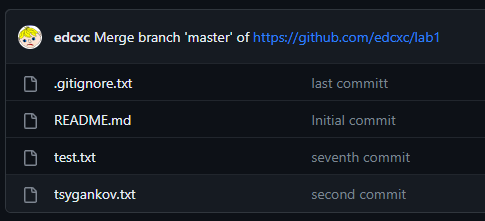 edcxc Merge branch 'master' of https://github.com/edcxc/lab1
.gitignore.txt last committ
README.md Initial commit
test.txt seventh commit
tsygankov.txt second commit